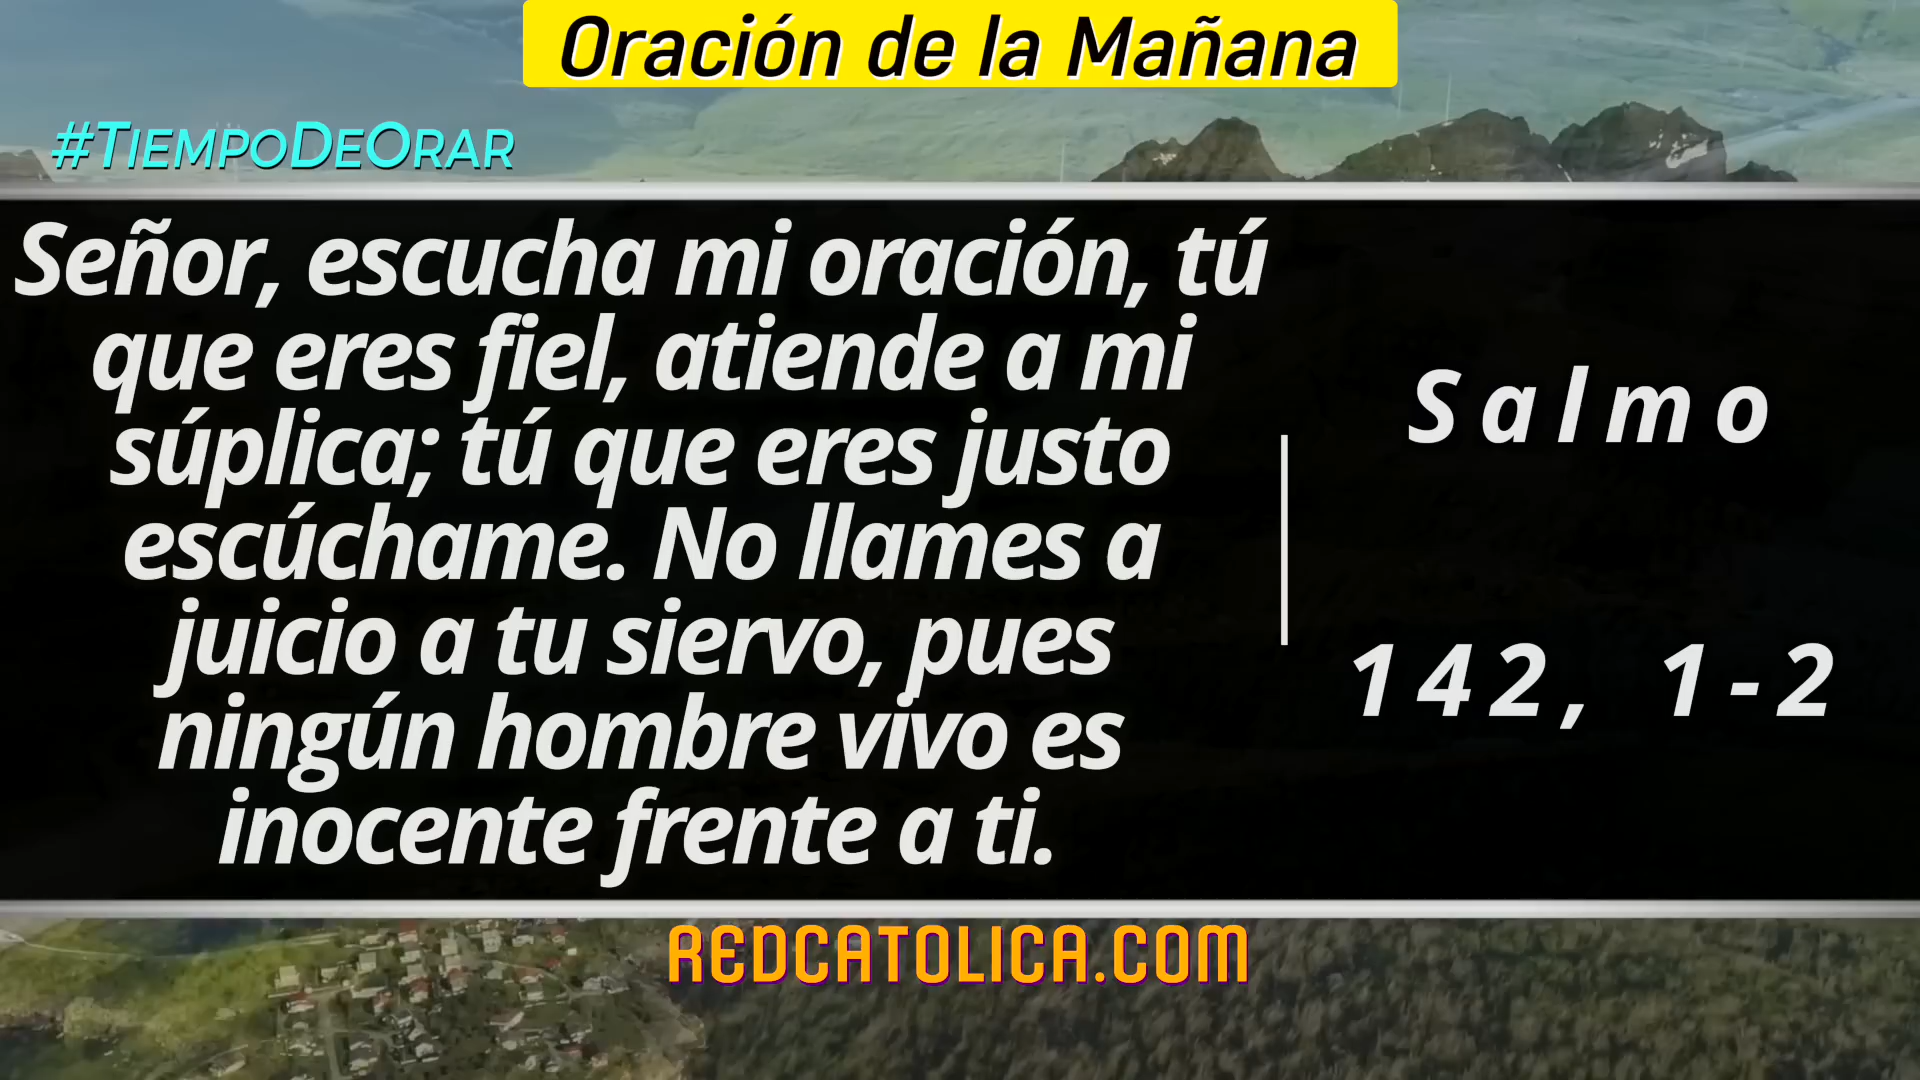 Oración de la Mañana
#TiempoDeOrar
Señor, escucha mi oración, tú
que eres fiel, atiende a mi
súplica; tú que eres justo
escúchame. No llames a
juicio a tu siervo, pues
ningún hombre vivo es
inocente frente a ti.
Salmo
142, 1-2
REDCATOLICA.COM